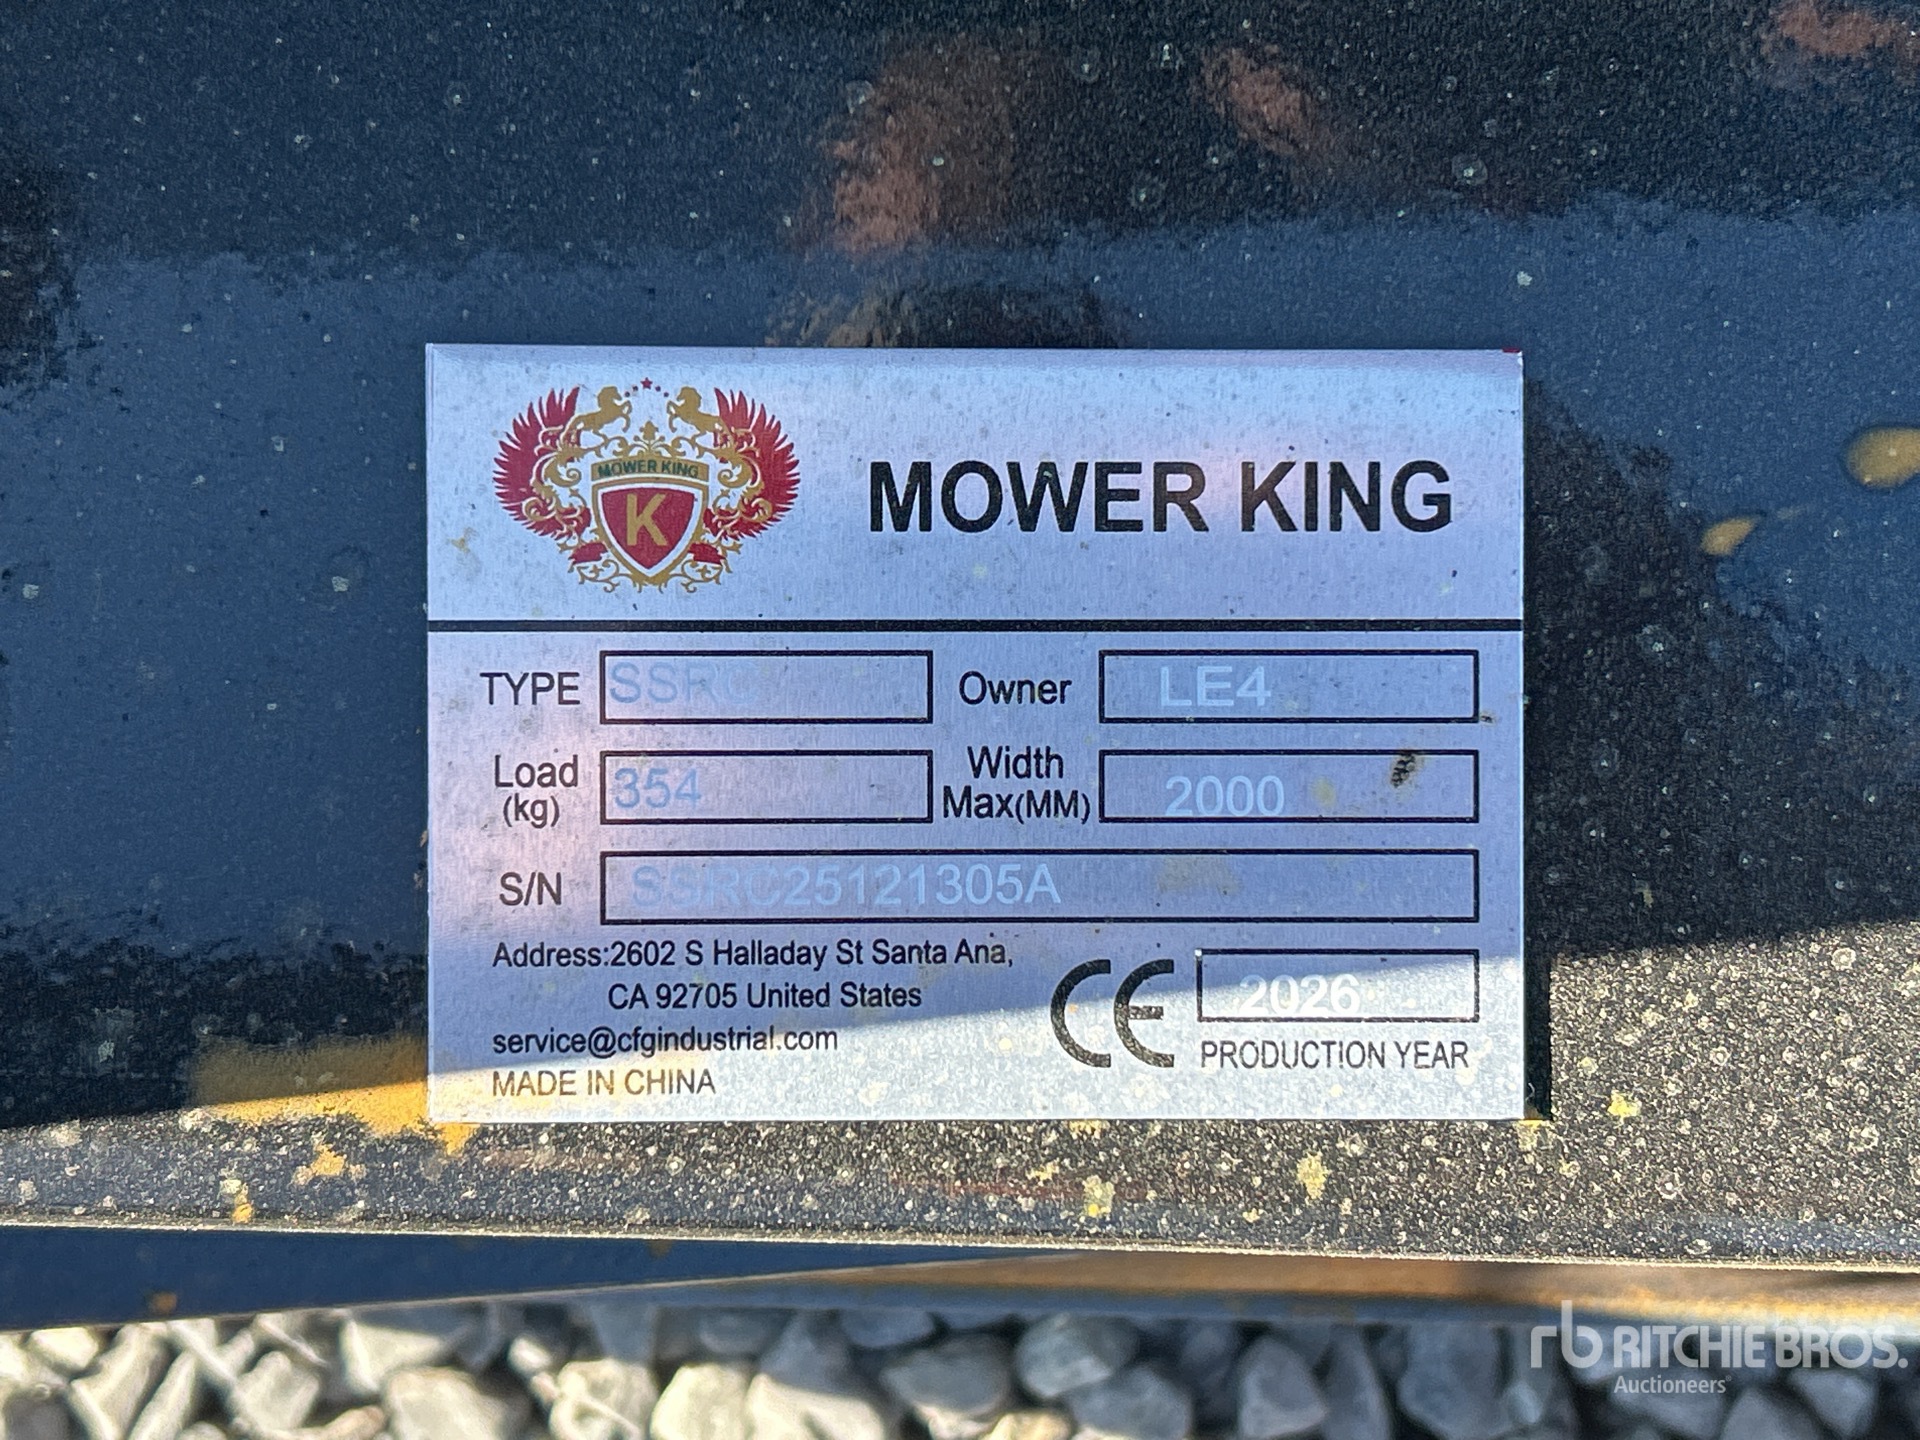 MOWER KING
K
MOWER KING
TYPE SSRC Owner LE4
Load (kg) 354 Width Max(MM) 2000
S/N SSRC25121305A
Address:2602 S Halladay St Santa Ana,
CA 92705 United States
service@cfgindustrial.com
MADE IN CHINA
CE 2026
PRODUCTION YEAR
rb RITCHIE BROS.
Auctioneers